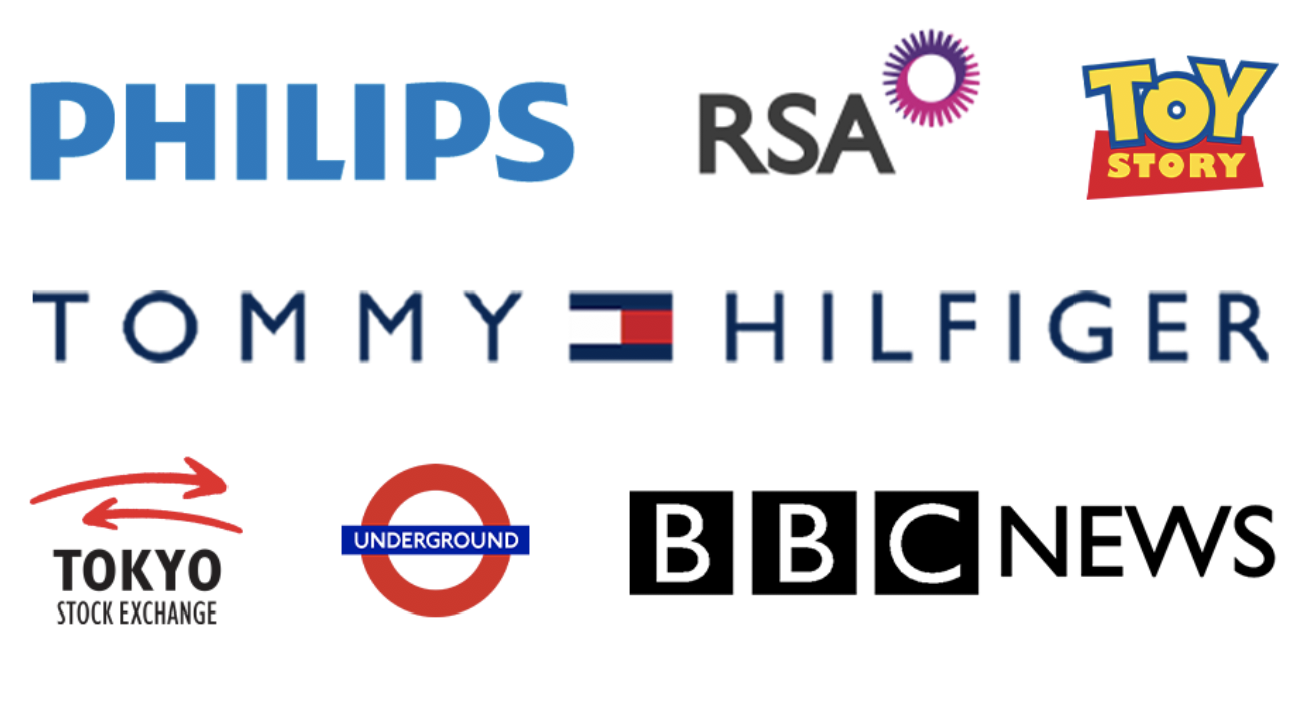 PHILIPS
RSA
TOY
STORY
TOMMY HILFIGER
TOKYO
STOCK EXCHANGE
UNDERGROUND
BBC NEWS